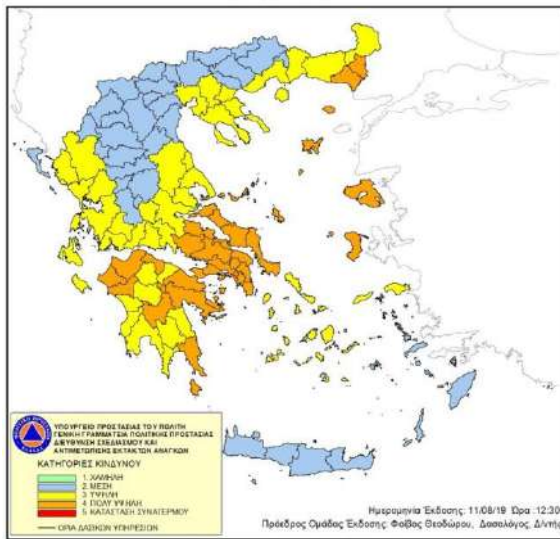 ΥΠΟΥΡΓΕΙΟ ΠΡΟΣΤΑΣΙΑΣ ΤΟΥ ΠΟΛΙΤΗ
ΓΕΝΙΚΗ ΓΡΑΜΜΑΤΕΙΑ ΠΟΛΙΤΙΚΗΣ ΠΡΟΣΤΑΣΙΑΣ
ΔΙΕΥΘΥΝΣΗ ΣΧΕΔΙΑΣΜΟΥ ΚΑΙ
ΑΝΤΙΜΕΤΩΠΙΣΗΣ ΕΚΤΑΚΤΩΝ ΑΝΑΓΚΩΝ
ΚΑΤΗΓΟΡΙΕΣ ΚΙΝΔΥΝΟΥ
1. ΧΑΜΗΛΗ
2. ΜΕΣΗ
3. ΥΨΗΛΗ
4. ΠΟΛΥ ΥΨΗΛΗ
5. ΚΑΤΑΣΤΑΣΗ ΣΥΝΑΓΕΡΜΟΥ
ΟΡΙΑ ΔΑΣΙΚΩΝ ΥΠΗΡΕΣΙΩΝ
Ημερομηνία Έκδοσης: 11/08/19 Ώρα :12:30
Πρόεδρος Ομάδας Έκδοσης: Φοίβος Θεοδώρου, Δασολόγος, Δ/ντής